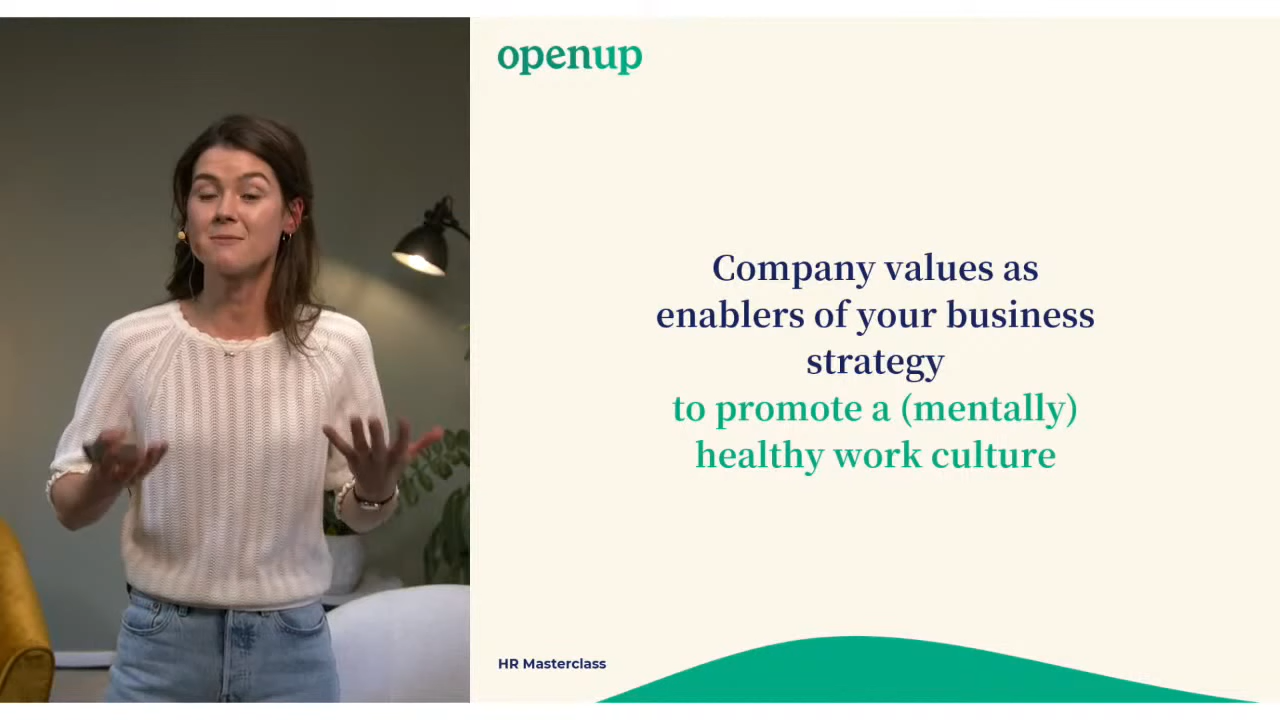 openup
Company values as
enablers of your business
strategy
to promote a (mentally)
healthy work culture
HR Masterclass